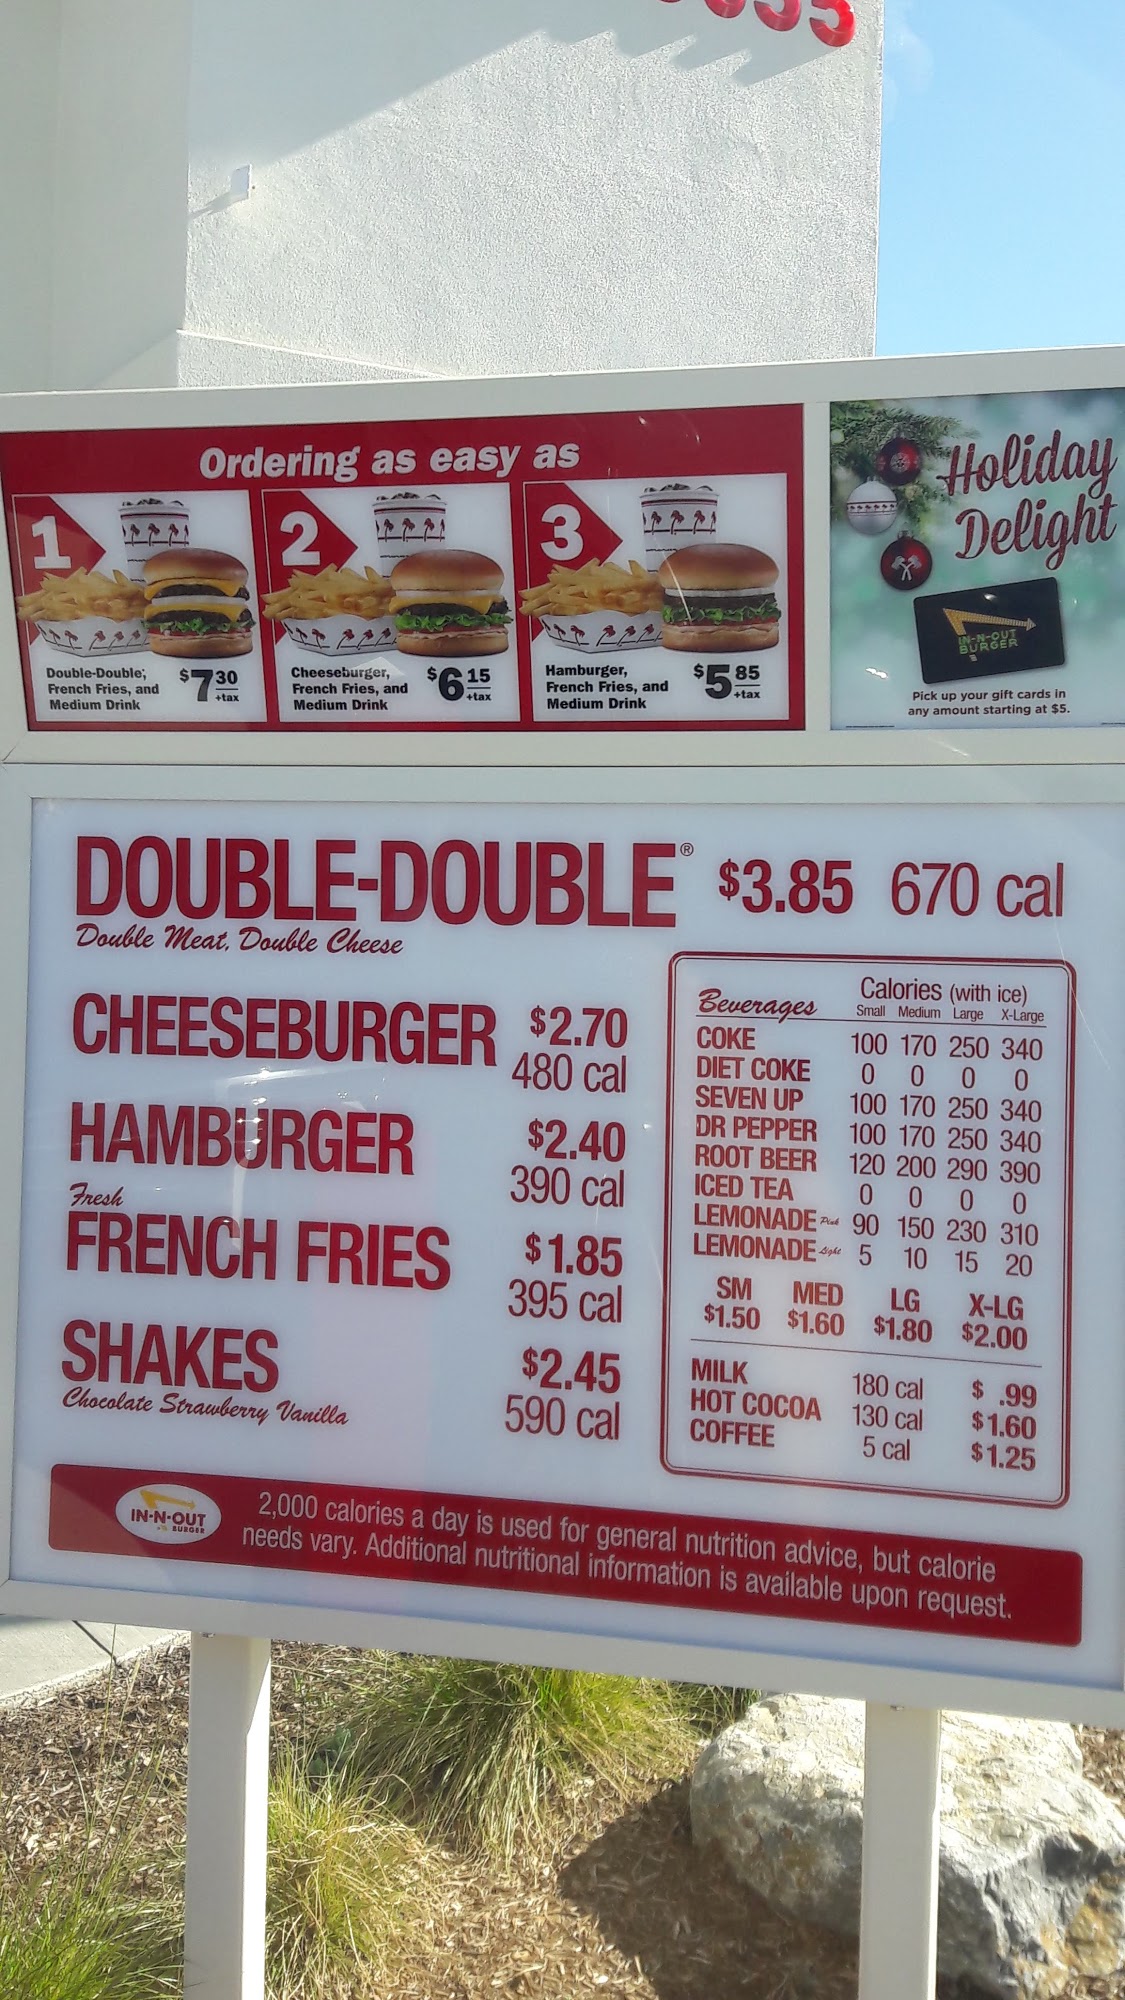 Ordering as easy as
1
Double-Double,
French Fries, and
Medium Drink
$7 30
+tax
2
Cheeseburger,
French Fries, and
Medium Drink
$6 15
+tax
3
Hamburger,
French Fries, and
Medium Drink
$5 85
+tax
Holiday
Delight
IN-N-OUT
BURGER
Pick up your gift cards in
any amount starting at $5.
DOUBLE-DOUBLE® $3.85 670 cal
Double Meat, Double Cheese
CHEESEBURGER $2.70
480 cal
HAMBURGER $2.40
390 cal
Fresh
FRENCH FRIES $1.85
395 cal
SHAKES $2.45
Chocolate Strawberry Vanilla 590 cal
Beverages Calories (with ice)
Small Medium Large X-Large
COKE 100 170 250 340
DIET COKE 0 0 0 0
SEVEN UP 100 170 250 340
DR PEPPER 100 170 250 340
ROOT BEER 120 200 290 390
ICED TEA 0 0 0 0
LEMONADE Pink 90 150 230 310
LEMONADE Light 5 10 15 20
SM MED LG X-LG
$1.50 $1.60 $1.80 $2.00
MILK 180 cal $ .99
HOT COCOA 130 cal $1.60
COFFEE 5 cal $1.25
IN-N-OUT
BURGER
2,000 calories a day is used for general nutrition advice, but calorie
needs vary. Additional nutritional information is available upon request.